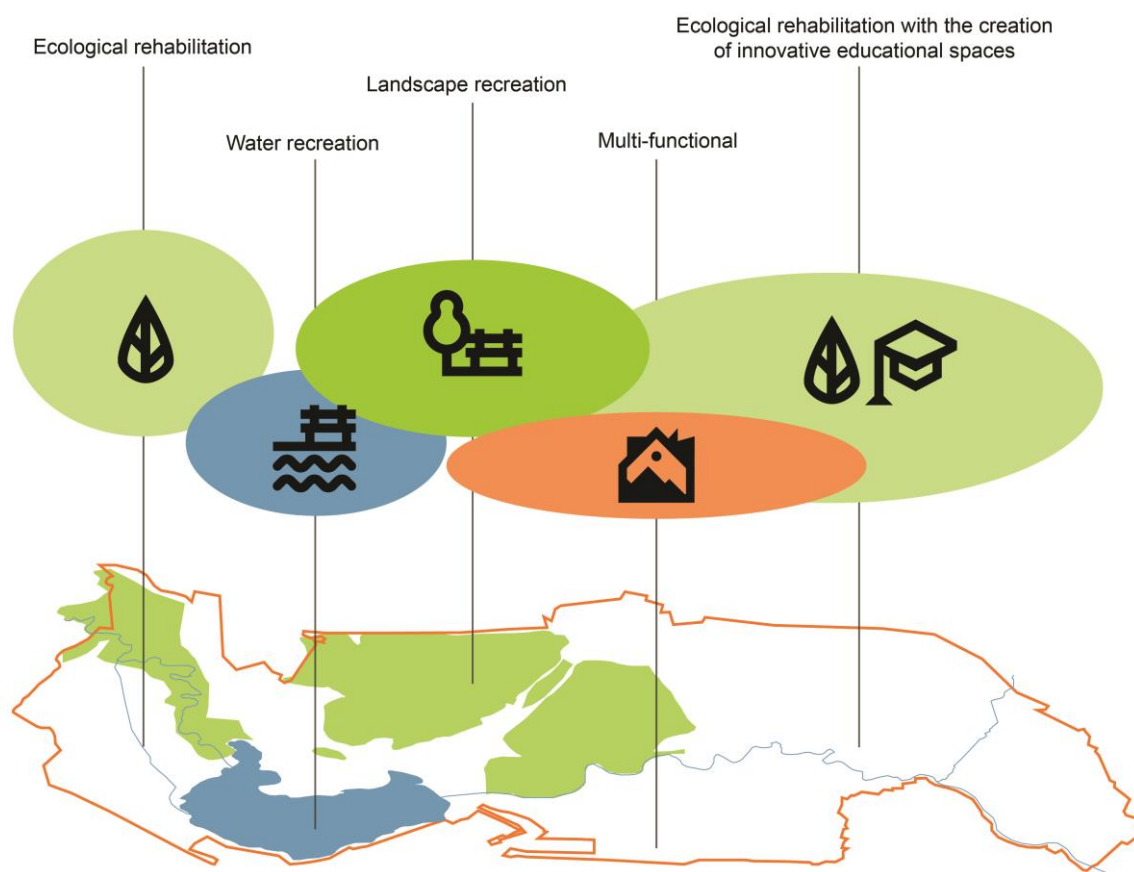 Ecological rehabilitation with the creation
of innovative educational spaces
Ecological rehabilitation
Landscape recreation
Water recreation
Multi-functional